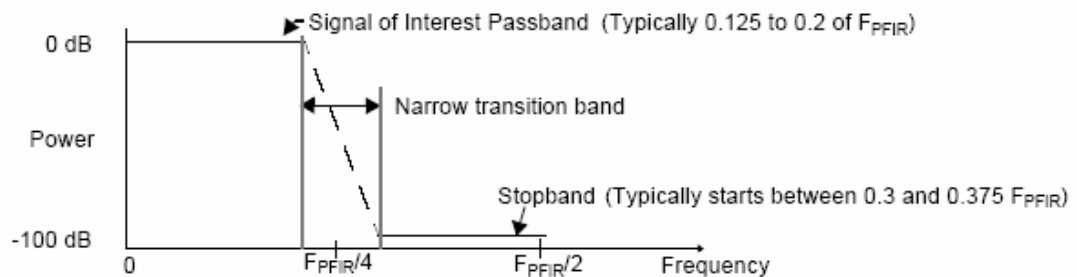 Signal of Interest Passband (Typically 0.125 to 0.2 of FPFIR)
0 dB
Narrow transition band
Power
Stopband (Typically starts between 0.3 and 0.375 FPFIR)
-100 dB
0
FPFIR/4
FPFIR/2
Frequency